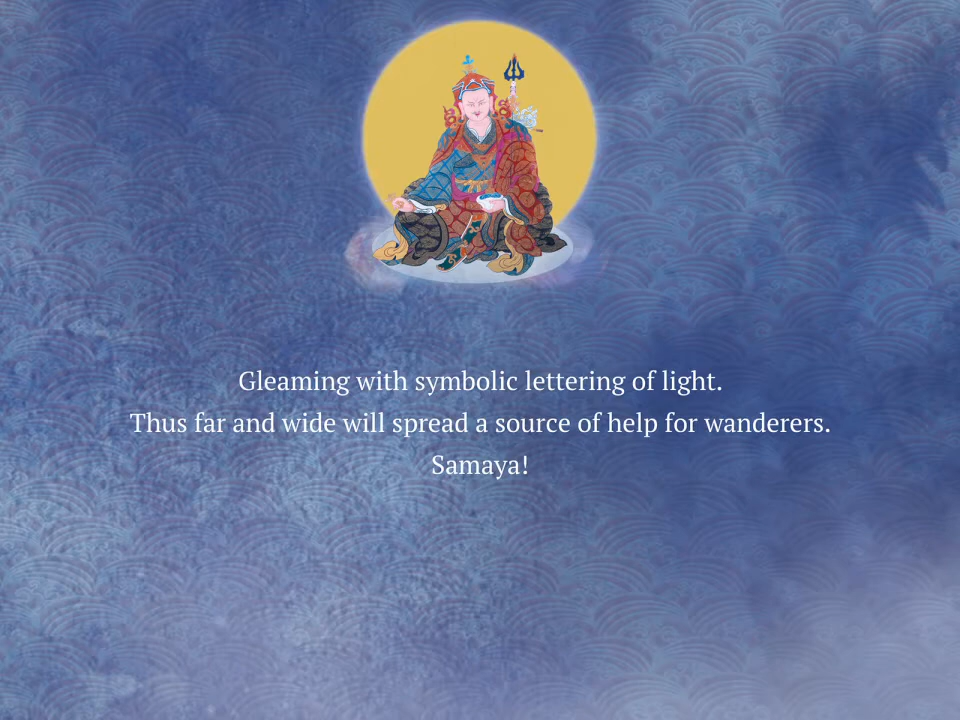 Gleaming with symbolic lettering of light.
Thus far and wide will spread a source of help for wanderers.
Samaya!